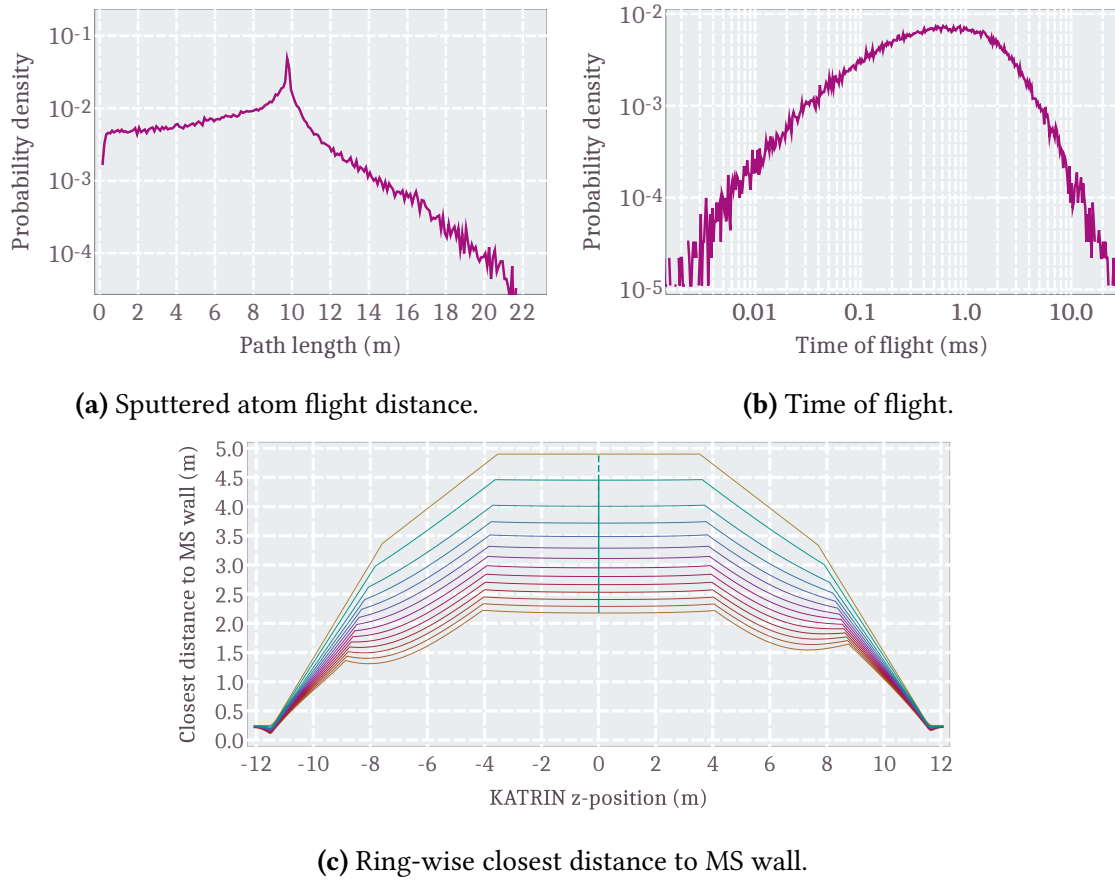 Probability density
10^-1
10^-2
10^-3
10^-4
0 2 4 6 8 10 12 14 16 18 20 22
Path length (m)
(a) Sputtered atom flight distance.
Probability density
10^-2
10^-3
10^-4
10^-5
0.01 0.1 1.0 10.0
Time of flight (ms)
(b) Time of flight.
Closest distance to MS wall (m)
5.0
4.5
4.0
3.5
3.0
2.5
2.0
1.5
1.0
0.5
0.0
-12 -10 -8 -6 -4 -2 0 2 4 6 8 10 12
KATRIN z-position (m)
(c) Ring-wise closest distance to MS wall.